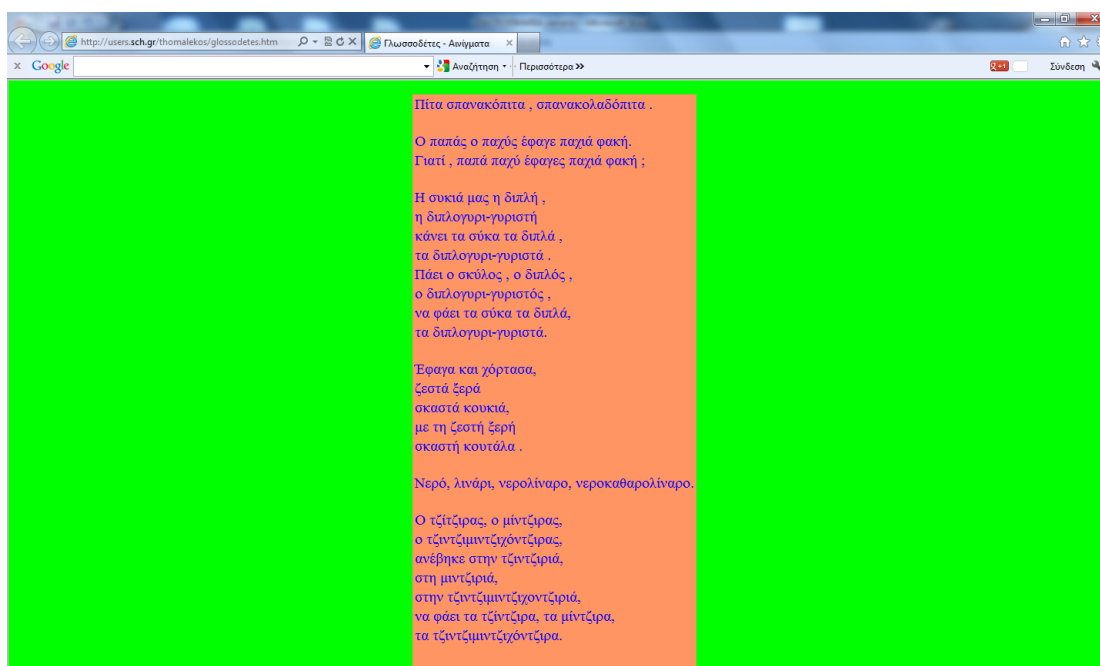 http://users.sch.gr/thomalekos/glossodetes.htm
Γλωσσοδέτες - Αινίγματα
x Google
Αναζήτηση
Περισσότερα »
+1
Σύνδεση
Πίτα σπανακόπιτα , σπανακολαδόπιτα .
Ο παπάς ο παχύς έφαγε παχιά φακή.
Γιατί , παπά παχύ έφαγες παχιά φακή ;
Η συκιά μας η διπλή ,
η διπλογυρι-γυριστή
κάνει τα σύκα τα διπλά ,
τα διπλογυρι-γυριστά .
Πάει ο σκύλος , ο διπλός ,
ο διπλογυρι-γυριστός ,
να φάει τα σύκα τα διπλά,
τα διπλογυρι-γυριστά.
Έφαγα και χόρτασα,
ζεστά ξερά
σκαστά κουκιά,
με τη ζεστή ξερή
σκαστή κουτάλα .
Νερό, λινάρι, νερολίναρο, νεροκαθαρολίναρο.
Ο τζίτζιρας, ο μίντζιρας,
ο τζιντζιμιντζιχόντζιρας,
ανέβηκε στην τζιντζιριά,
στη μιντζιριά,
στην τζιντζιμιντζιχοντζιριά,
να φάει τα τζίντζιρα, τα μίντζιρα,
τα τζιντζιμιντζιχόντζιρα.